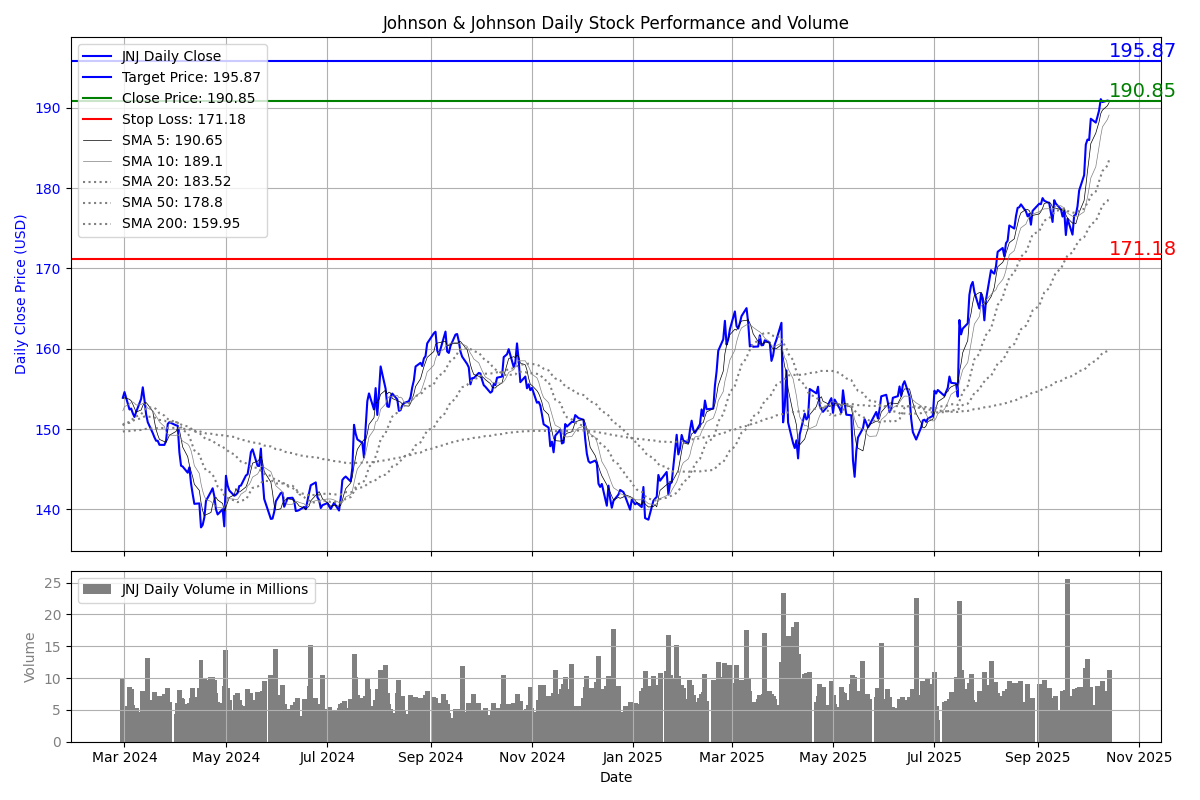 Johnson & Johnson Daily Stock Performance and Volume
JNJ Daily Close
Target Price: 195.87
Close Price: 190.85
Stop Loss: 171.18
SMA 5: 190.65
SMA 10: 189.1
SMA 20: 183.52
SMA 50: 178.8
SMA 200: 159.95
195.87
190.85
171.18
190
180
170
160
150
140
Daily Close Price (USD)
JNJ Daily Volume in Millions
25
20
15
10
5
0
Volume
Mar 2024
May 2024
Jul 2024
Sep 2024
Nov 2024
Jan 2025
Mar 2025
May 2025
Jul 2025
Sep 2025
Nov 2025
Date